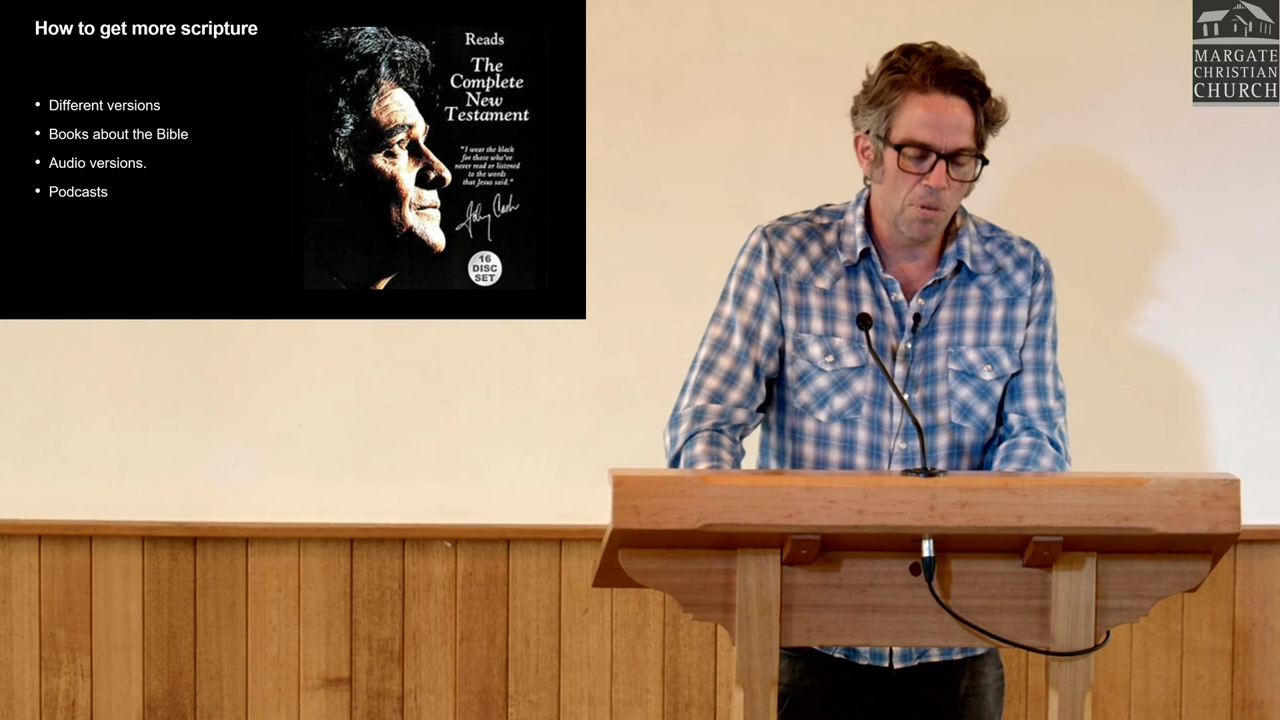 How to get more scripture
• Different versions
• Books about the Bible
• Audio versions.
• Podcasts
Reads
The
Complete
New
Testament
"I wear the black
for those who've
never read or listened
to the words
that Jesus said."
Johnny Cash
16
DISC
SET
MARGATE
CHRISTIAN
CHURCH